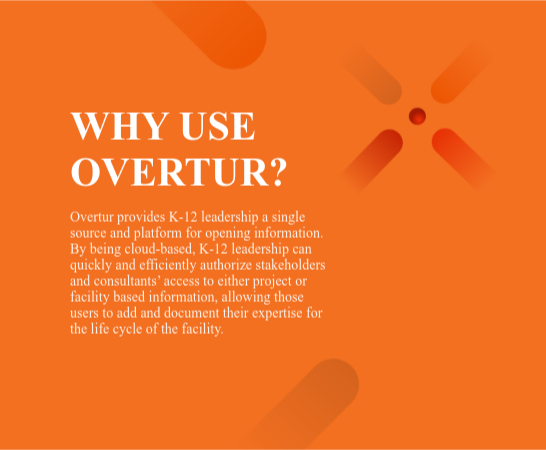 WHY USE
OVERTUR?
Overtur provides K-12 leadership a single
source and platform for opening information.
By being cloud-based, K-12 leadership can
quickly and efficiently authorize stakeholders
and consultants' access to either project or
facility based information, allowing those
users to add and document their expertise for
the life cycle of the facility.